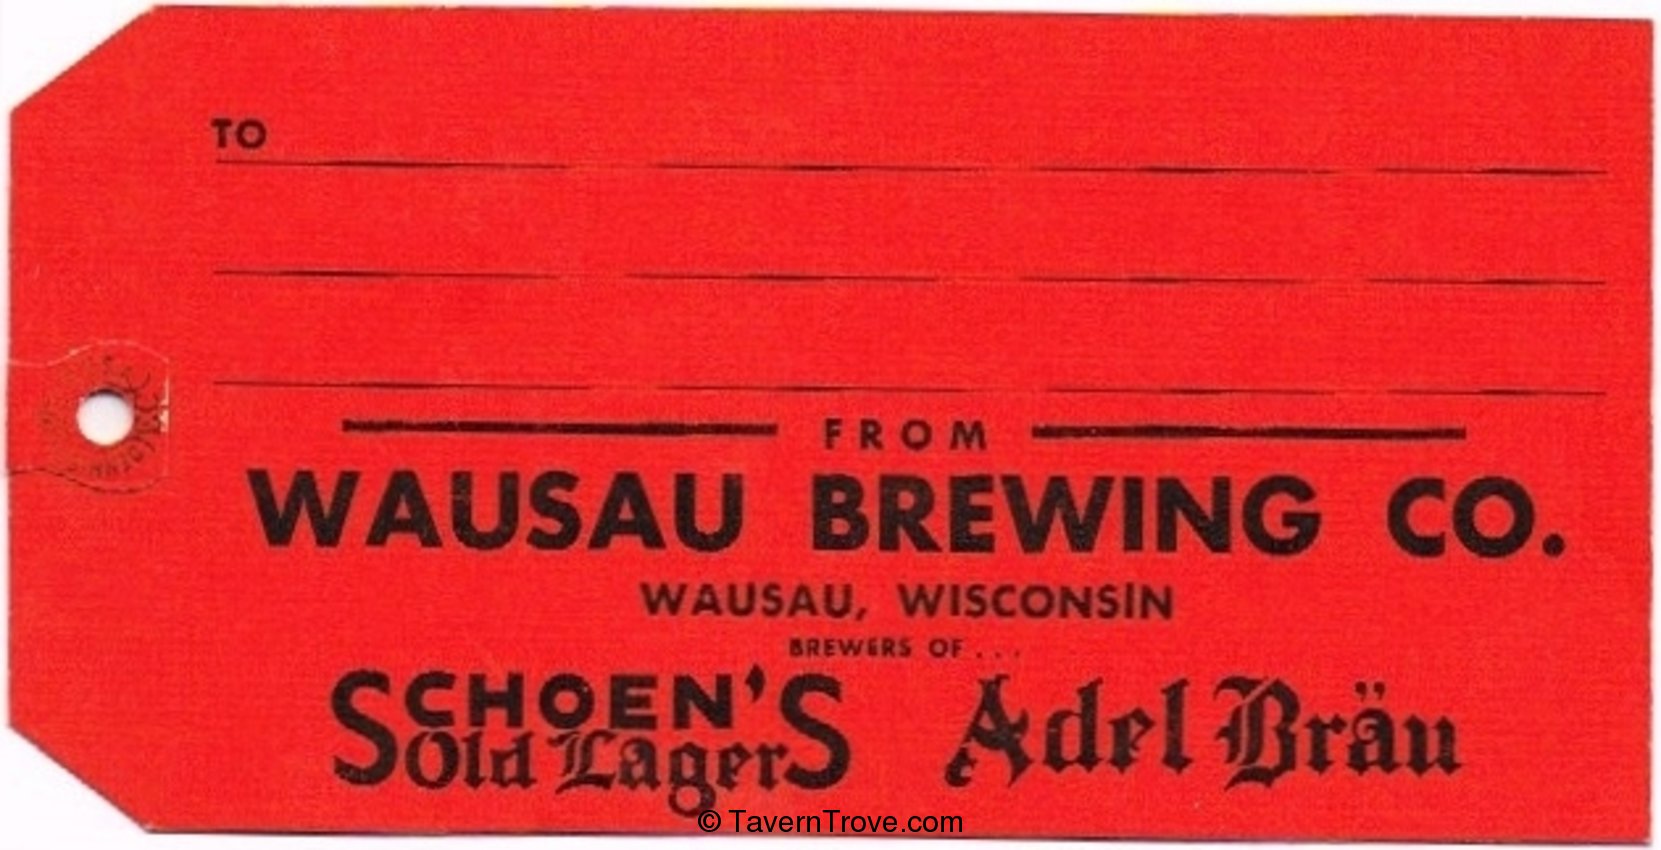 TO
FROM
WAUSAU BREWING CO.
WAUSAU, WISCONSIN
BREWERS OF...
SCHOEN'S Adel Bräu
Old Lager
© TavernTrove.com